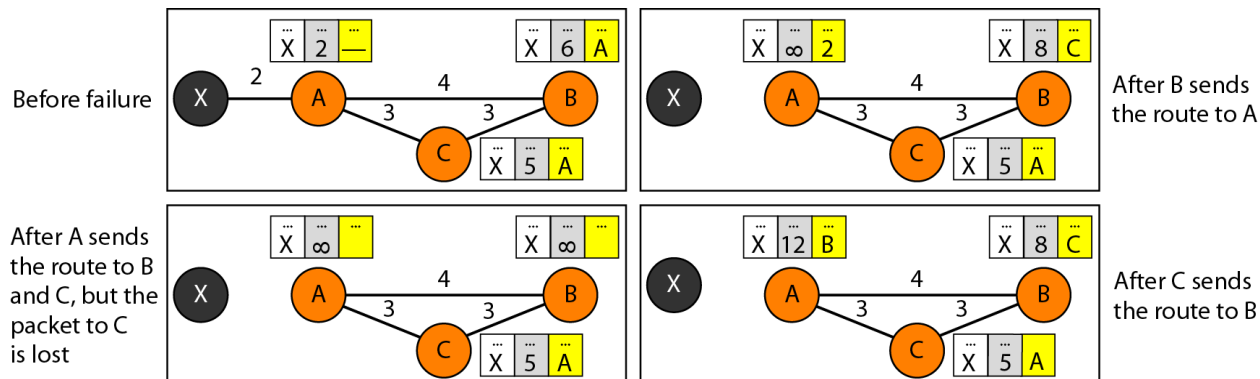 Before failure
...
X
...
2
...
—
...
X
...
6
...
A
2
X
A
4
B
3
3
C
...
X
...
5
...
A
...
X
...
∞
...
2
...
X
...
8
...
C
X
A
4
B
3
3
C
...
X
...
5
...
A
After B sends
the route to A
After A sends
the route to B
and C, but the
packet to C
is lost
...
X
...
∞
...
...
X
...
∞
...
X
A
4
B
3
3
C
...
X
...
5
...
A
...
X
...
12
...
B
...
X
...
8
...
C
X
A
4
B
3
3
C
...
X
...
5
...
A
After C sends
the route to B